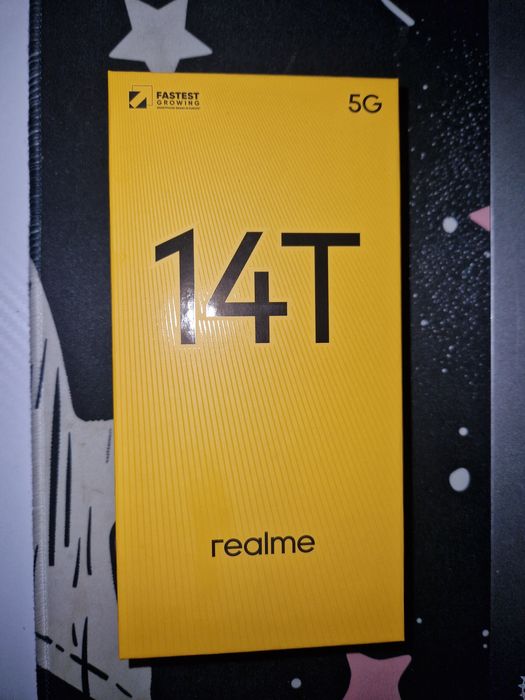 FASTEST
GROWING
5G
14T
realme